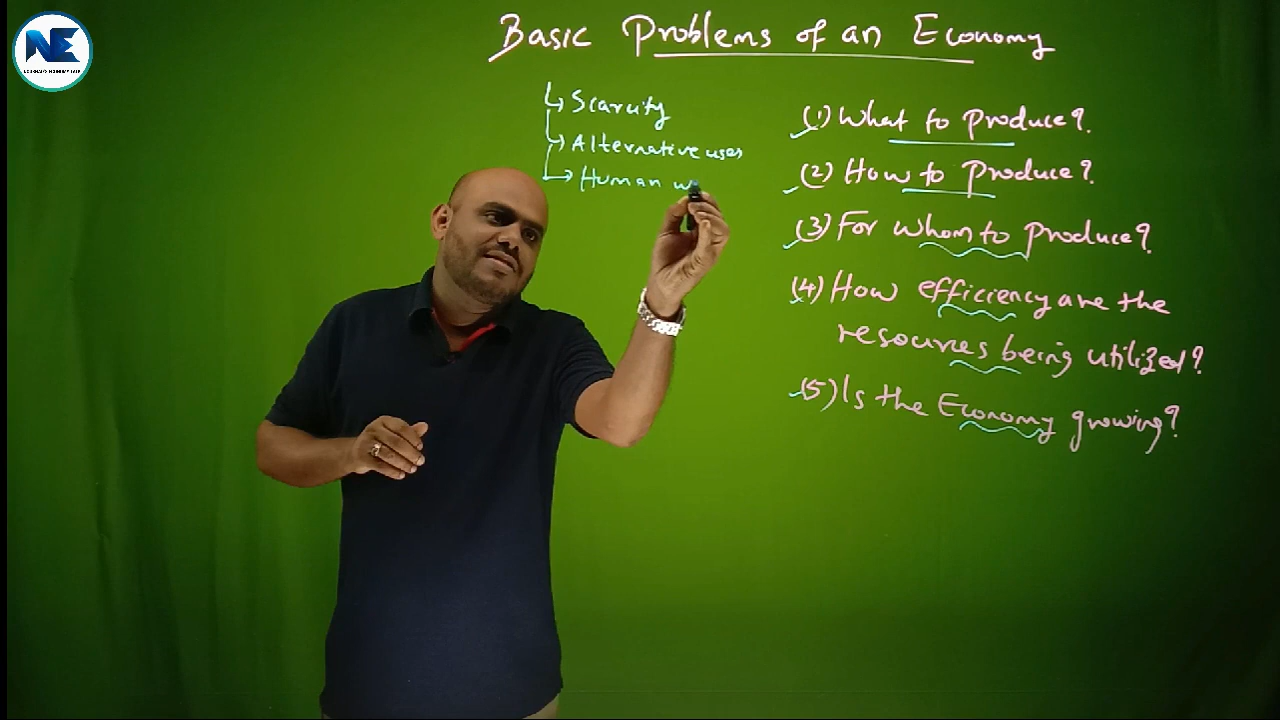 NE
Basic Problems of an Economy
Scarcity
Alternative uses
Human w
(1) What to Produce?
(2) How to Produce?
(3) For whom to Produce?
(4) How efficiency are the
resources being utilized?
(5) Is the Economy growing?